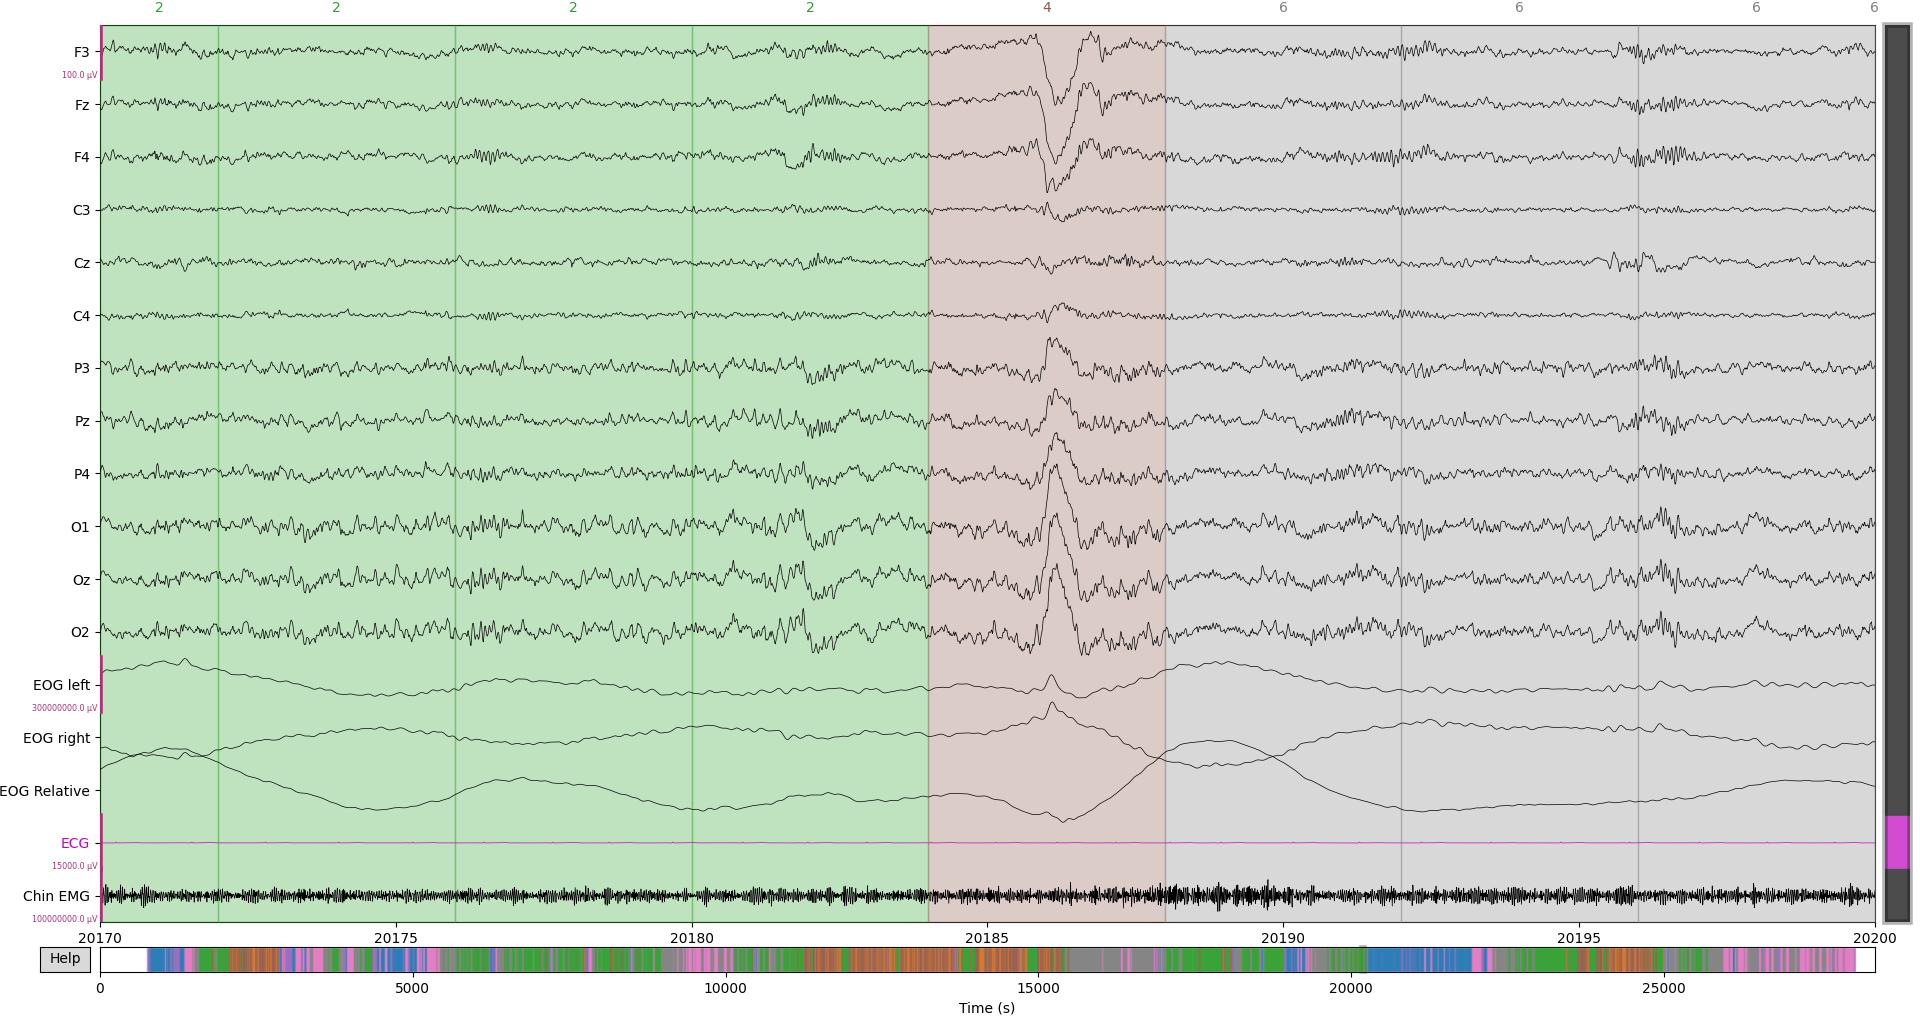 2 2 2 2 4 6 6 6 6
F3
100.0 µV
Fz
F4
C3
Cz
C4
P3
Pz
P4
O1
Oz
O2
EOG left
300000000.0 µV
EOG right
EOG Relative
ECG
15000.0 µV
Chin EMG
100000000.0 µV
20170 20175 20180 20185 20190 20195 20200
Help
0 5000 10000 15000 20000 25000
Time (s)